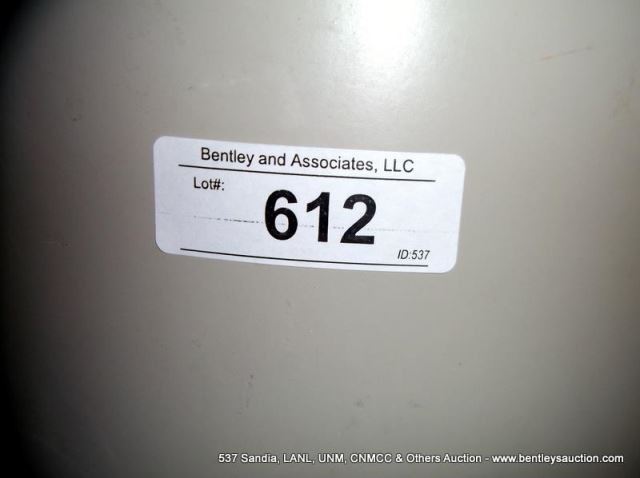 Bentley and Associates, LLC
Lot#:
612
ID:537
537 Sandia, LANL, UNM, CNMCC & Others Auction - www.bentleysauction.com